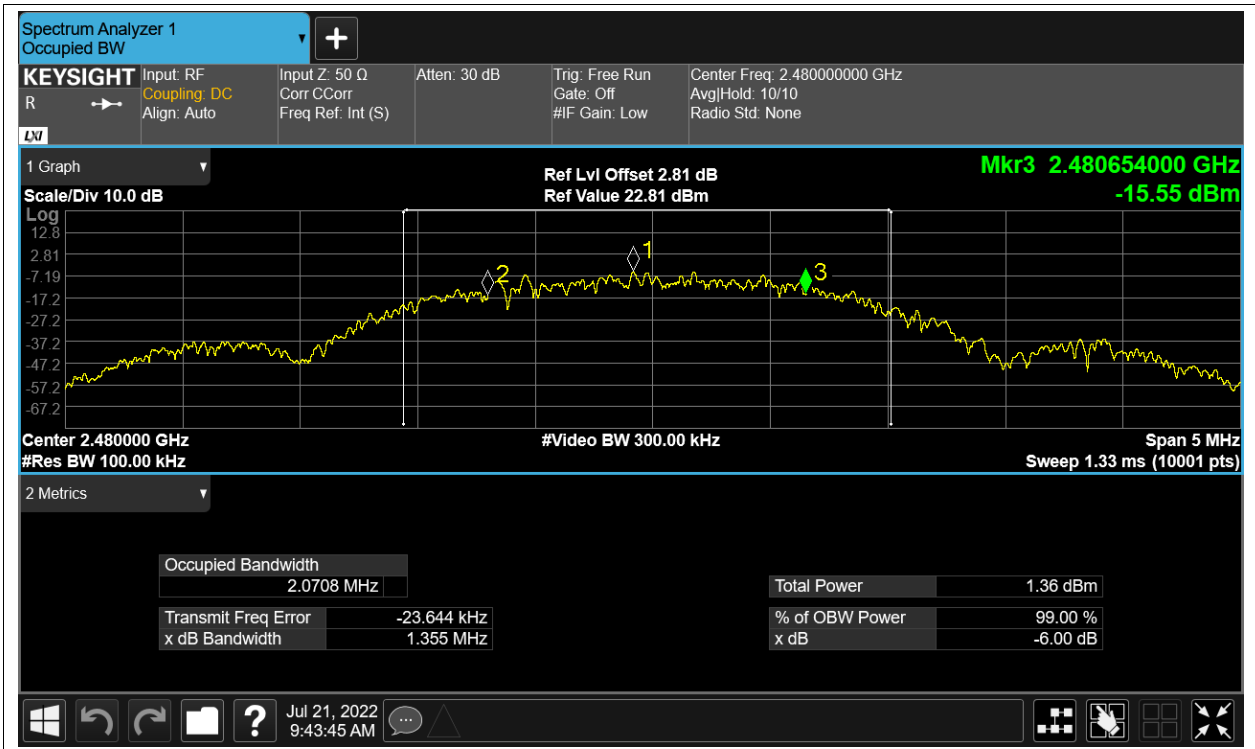 Spectrum Analyzer 1
Occupied BW
KEYSIGHT
R
LXI
Input: RF
Coupling: DC
Align: Auto
Input Z: 50 Ω
Corr CCorr
Freq Ref: Int (S)
Atten: 30 dB
Trig: Free Run
Gate: Off
#IF Gain: Low
Center Freq: 2.480000000 GHz
Avg|Hold: 10/10
Radio Std: None
1 Graph
Scale/Div 10.0 dB
Ref Lvl Offset 2.81 dB
Ref Value 22.81 dBm
Mkr3 2.480654000 GHz
-15.55 dBm
Log
12.8
2.81
-7.19
-17.2
-27.2
-37.2
-47.2
-57.2
-67.2
1
2
3
Center 2.480000 GHz
#Res BW 100.00 kHz
#Video BW 300.00 kHz
Span 5 MHz
Sweep 1.33 ms (10001 pts)
2 Metrics
Occupied Bandwidth
2.0708 MHz
Transmit Freq Error -23.644 kHz
x dB Bandwidth 1.355 MHz
Total Power 1.36 dBm
% of OBW Power 99.00 %
x dB -6.00 dB
?
Jul 21, 2022
9:43:45 AM